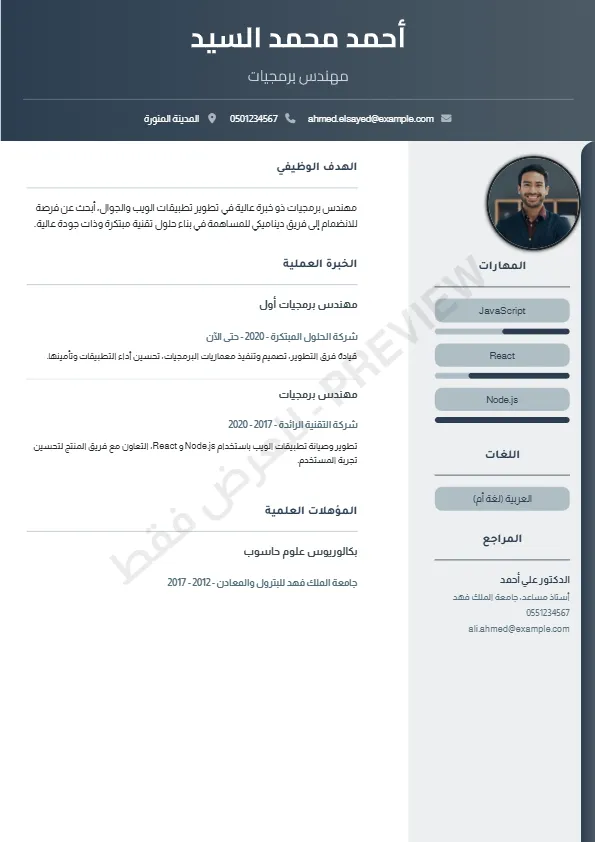 أحمد محمد السيد
مهندس برمجيات
ahmed.elsayed@example.com 0501234567 المدينة المنورة
الهدف الوظيفي
مهندس برمجيات ذو خبرة عالية في تطوير تطبيقات الويب والجوال، أبحث عن فرصة
للانضمام إلى فريق ديناميكي للمساهمة في بناء حلول تقنية مبتكرة وذات جودة عالية.
الخبرة العملية
مهندس برمجيات أول
شركة الحلول المبتكرة - 2020 - حتى الآن
قيادة فرق التطوير، تصميم وتنفيذ معماريات البرمجيات، تحسين أداء التطبيقات وتأمينها.
مهندس برمجيات
شركة التقنية الرائدة - 2017 - 2020
تطوير وصيانة تطبيقات الويب باستخدام Node.js و React، التعاون مع فريق المنتج لتحسين
تجربة المستخدم.
المؤهلات العلمية
بكالوريوس علوم حاسوب
جامعة الملك فهد للبترول والمعادن - 2012 - 2017
المهارات
JavaScript
React
Node.js
اللغات
العربية (لغة أم)
المراجع
الدكتور علي أحمد
أستاذ مساعد، جامعة الملك فهد
0551234567
ali.ahmed@example.com
للعرض فقط - PREVIEW